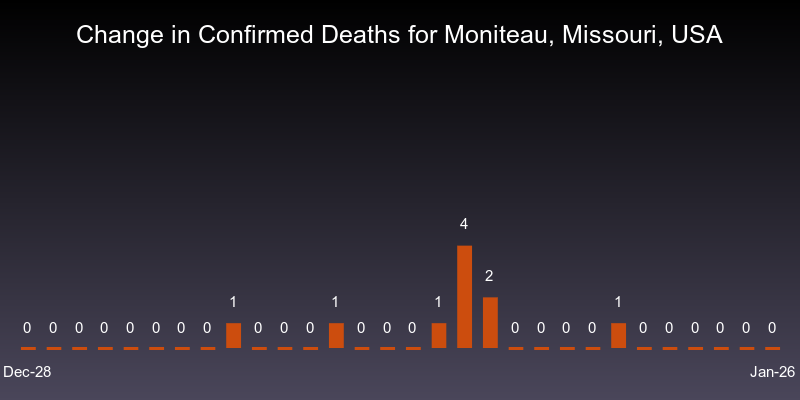 Change in Confirmed Deaths for Moniteau, Missouri, USA
4
2
1 1 1 1
0 0 0 0 0 0 0 0 0 0 0 0 0 0 0 0 0 0 0 0 0 0 0 0
Dec-28 Jan-26